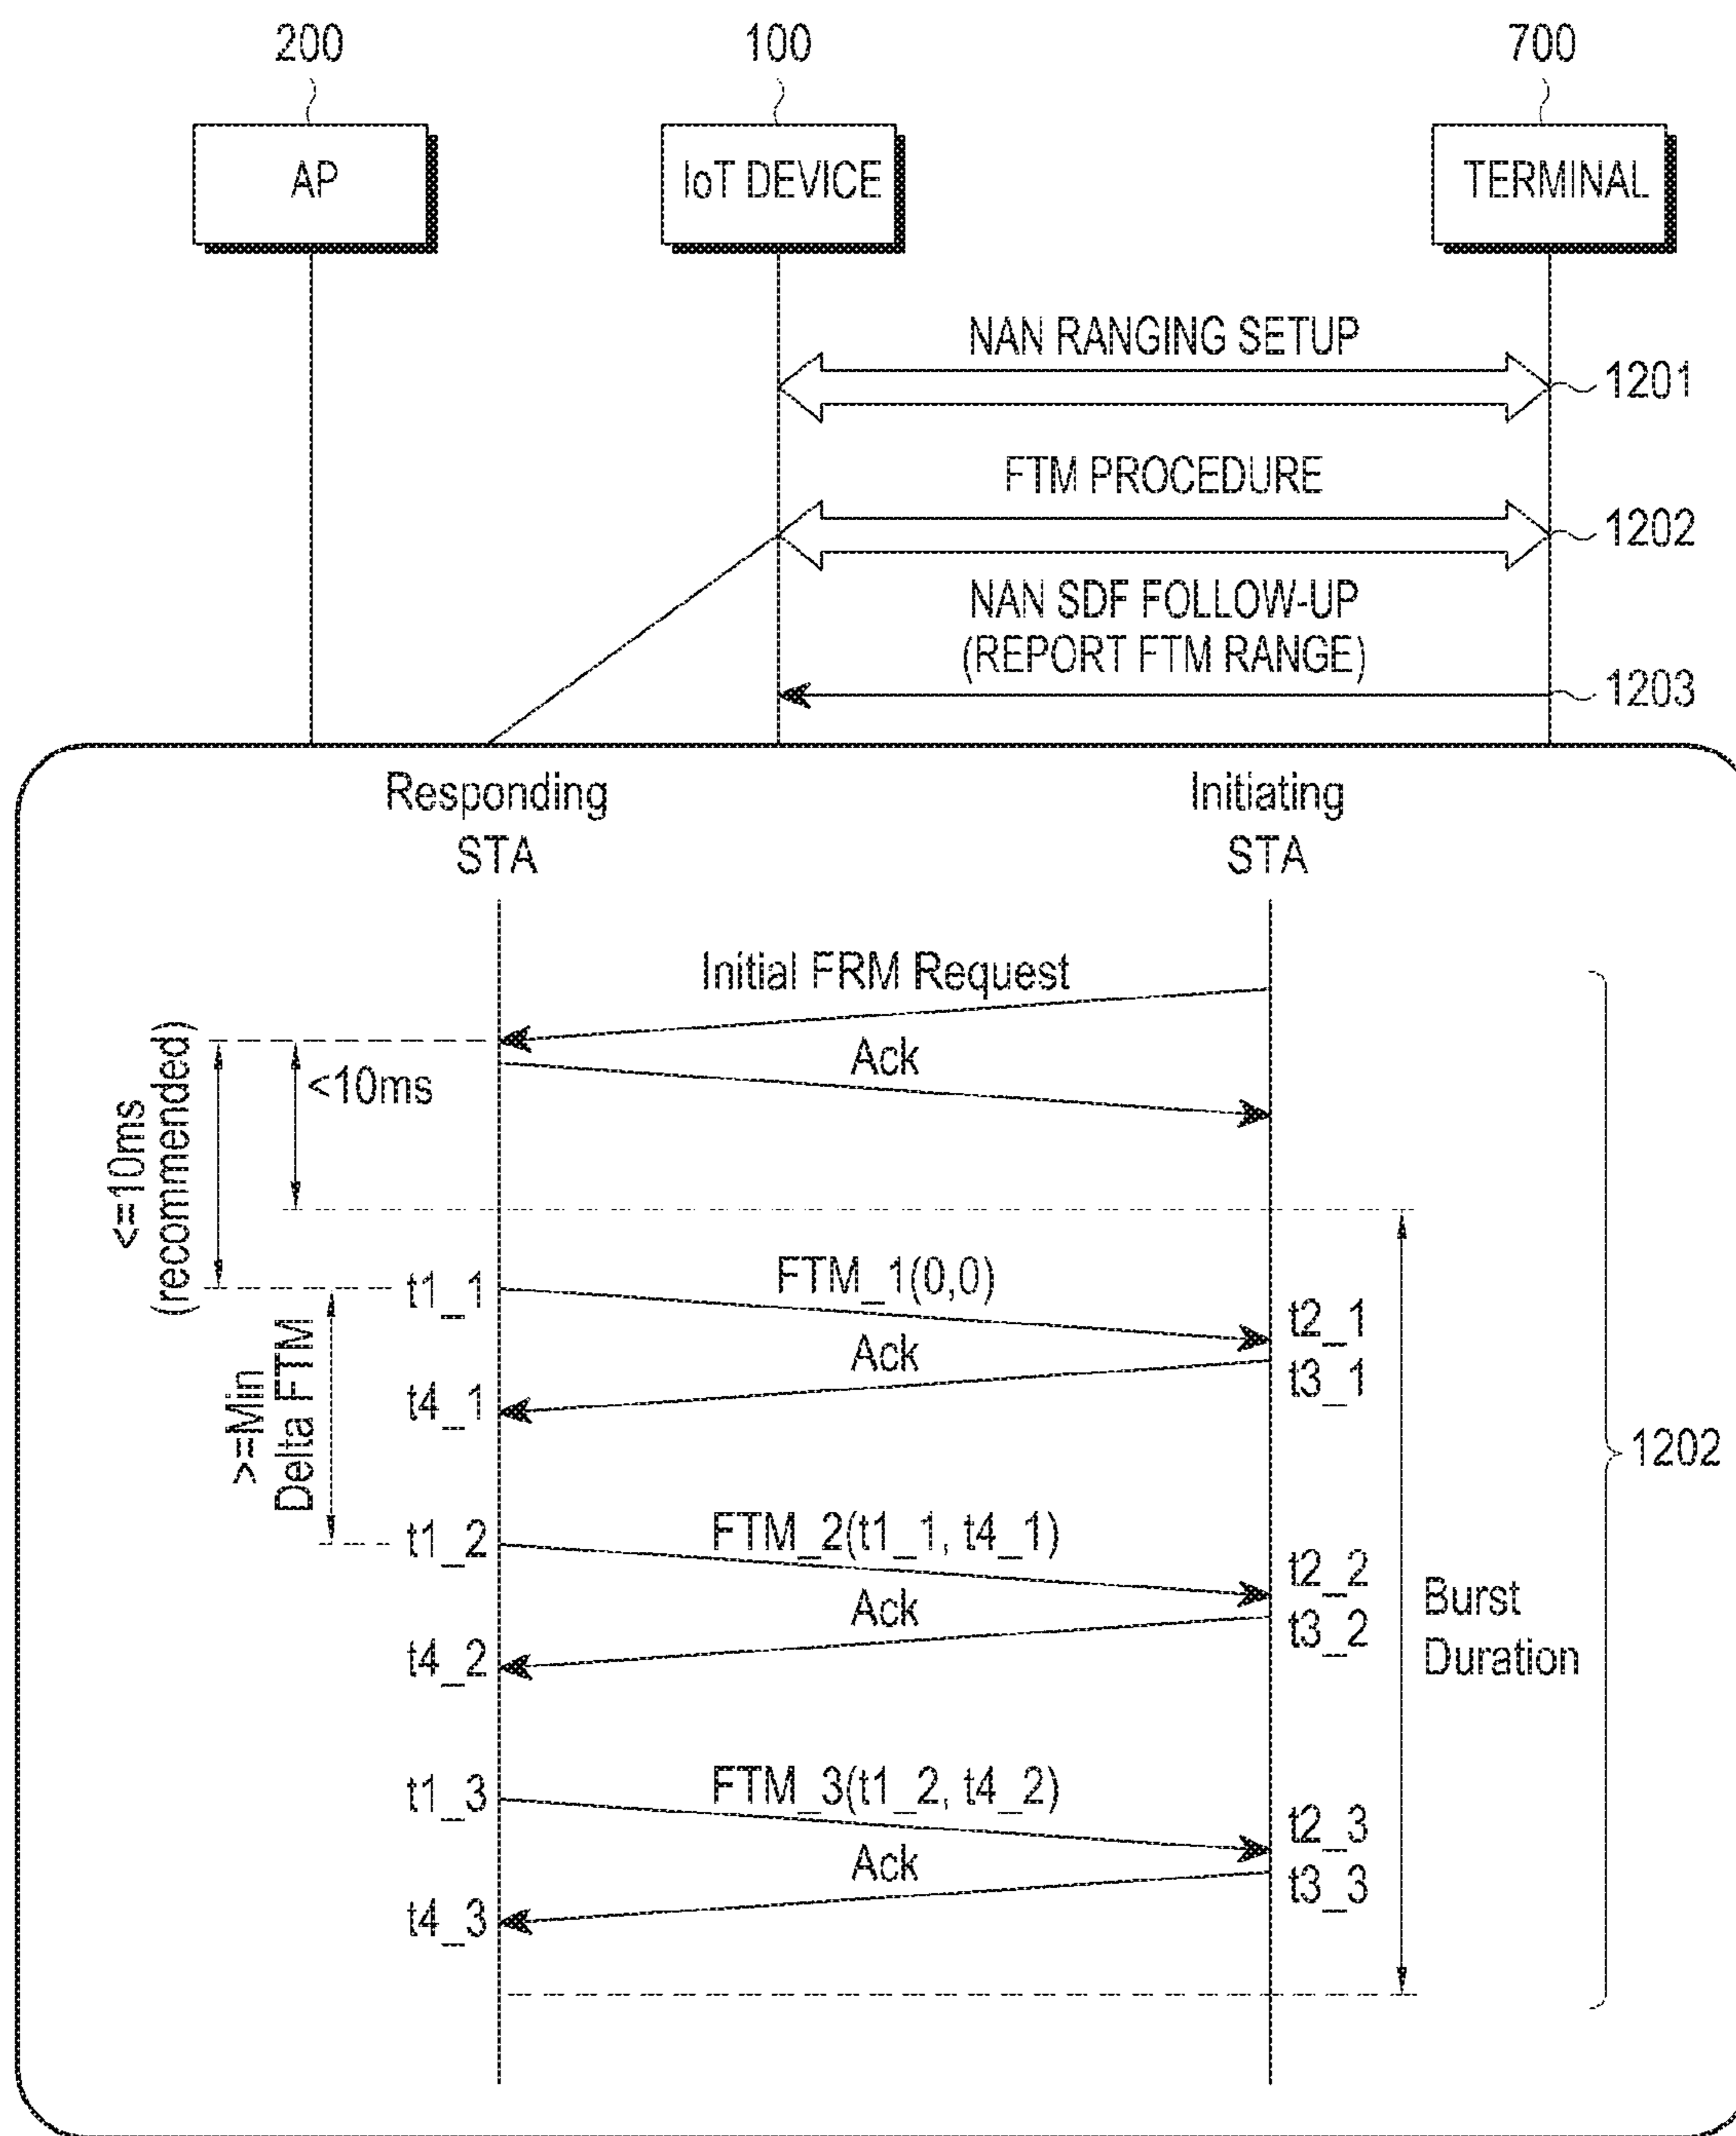 200
100
700
AP
IoT DEVICE
TERMINAL
NAN RANGING SETUP
1201
FTM PROCEDURE
1202
NAN SDF FOLLOW-UP
(REPORT FTM RANGE)
1203
Responding
STA
Initiating
STA
Initial FRM Request
Ack
<10ms
<=10ms
(recommended)
t1_1
FTM_1(0,0)
t2_1
Ack
t3_1
t4_1
>=Min
Delta FTM
1202
t1_2
FTM_2(t1_1, t4_1)
t2_2
Ack
t3_2
t4_2
Burst
Duration
t1_3
FTM_3(t1_2, t4_2)
t2_3
Ack
t3_3
t4_3